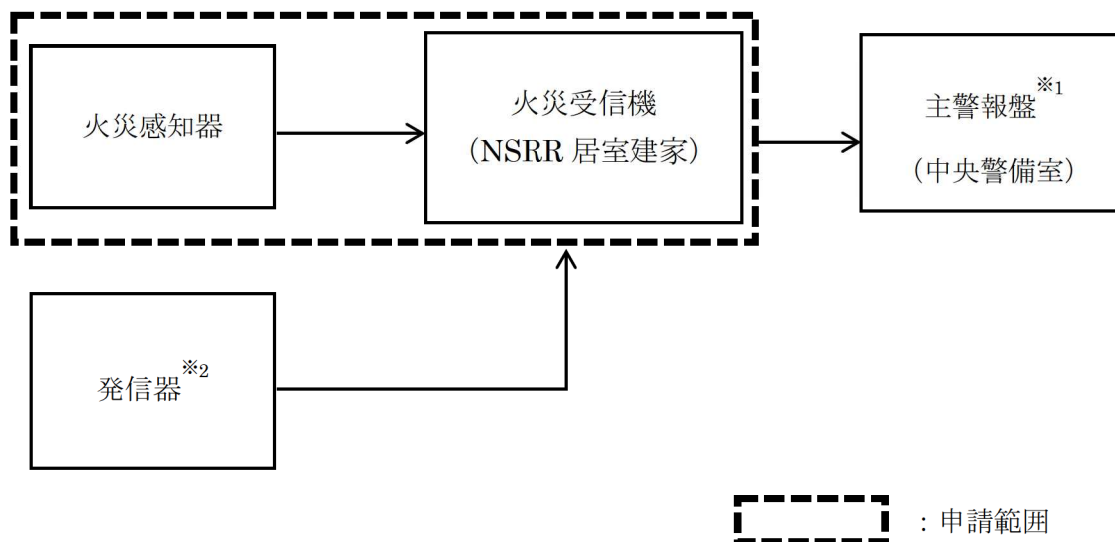 火災感知器
火災受信機
（NSRR 居室建家）
主警報盤※1
（中央警備室）
発信器※2
：申請範囲